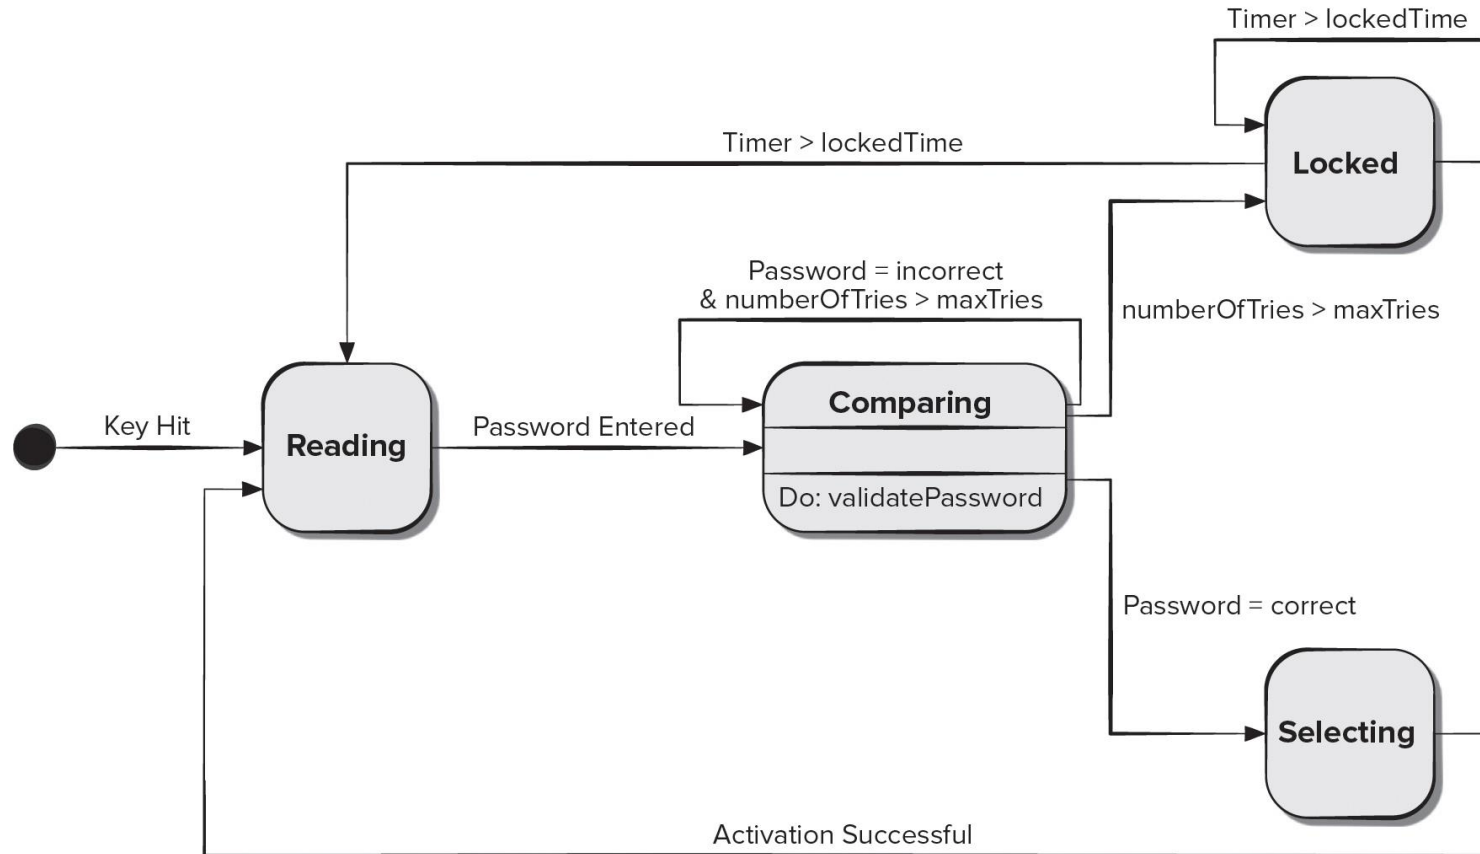 Timer > lockedTime
Timer > lockedTime
Locked
Password = incorrect
& numberOfTries > maxTries
numberOfTries > maxTries
Key Hit
Reading
Password Entered
Comparing
Do: validatePassword
Password = correct
Selecting
Activation Successful